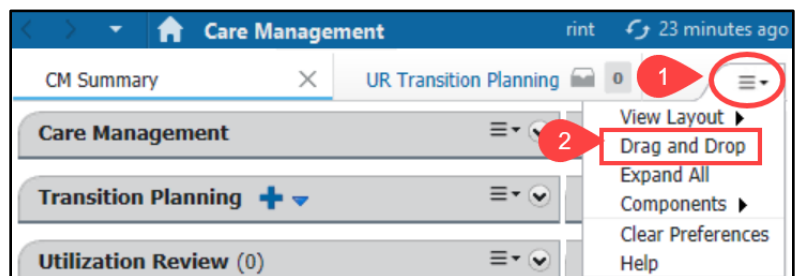 Care Management rint 23 minutes ago
CM Summary UR Transition Planning 0 1
Care Management View Layout
2 Drag and Drop
Expand All
Transition Planning Components
Clear Preferences
Utilization Review (0) Help